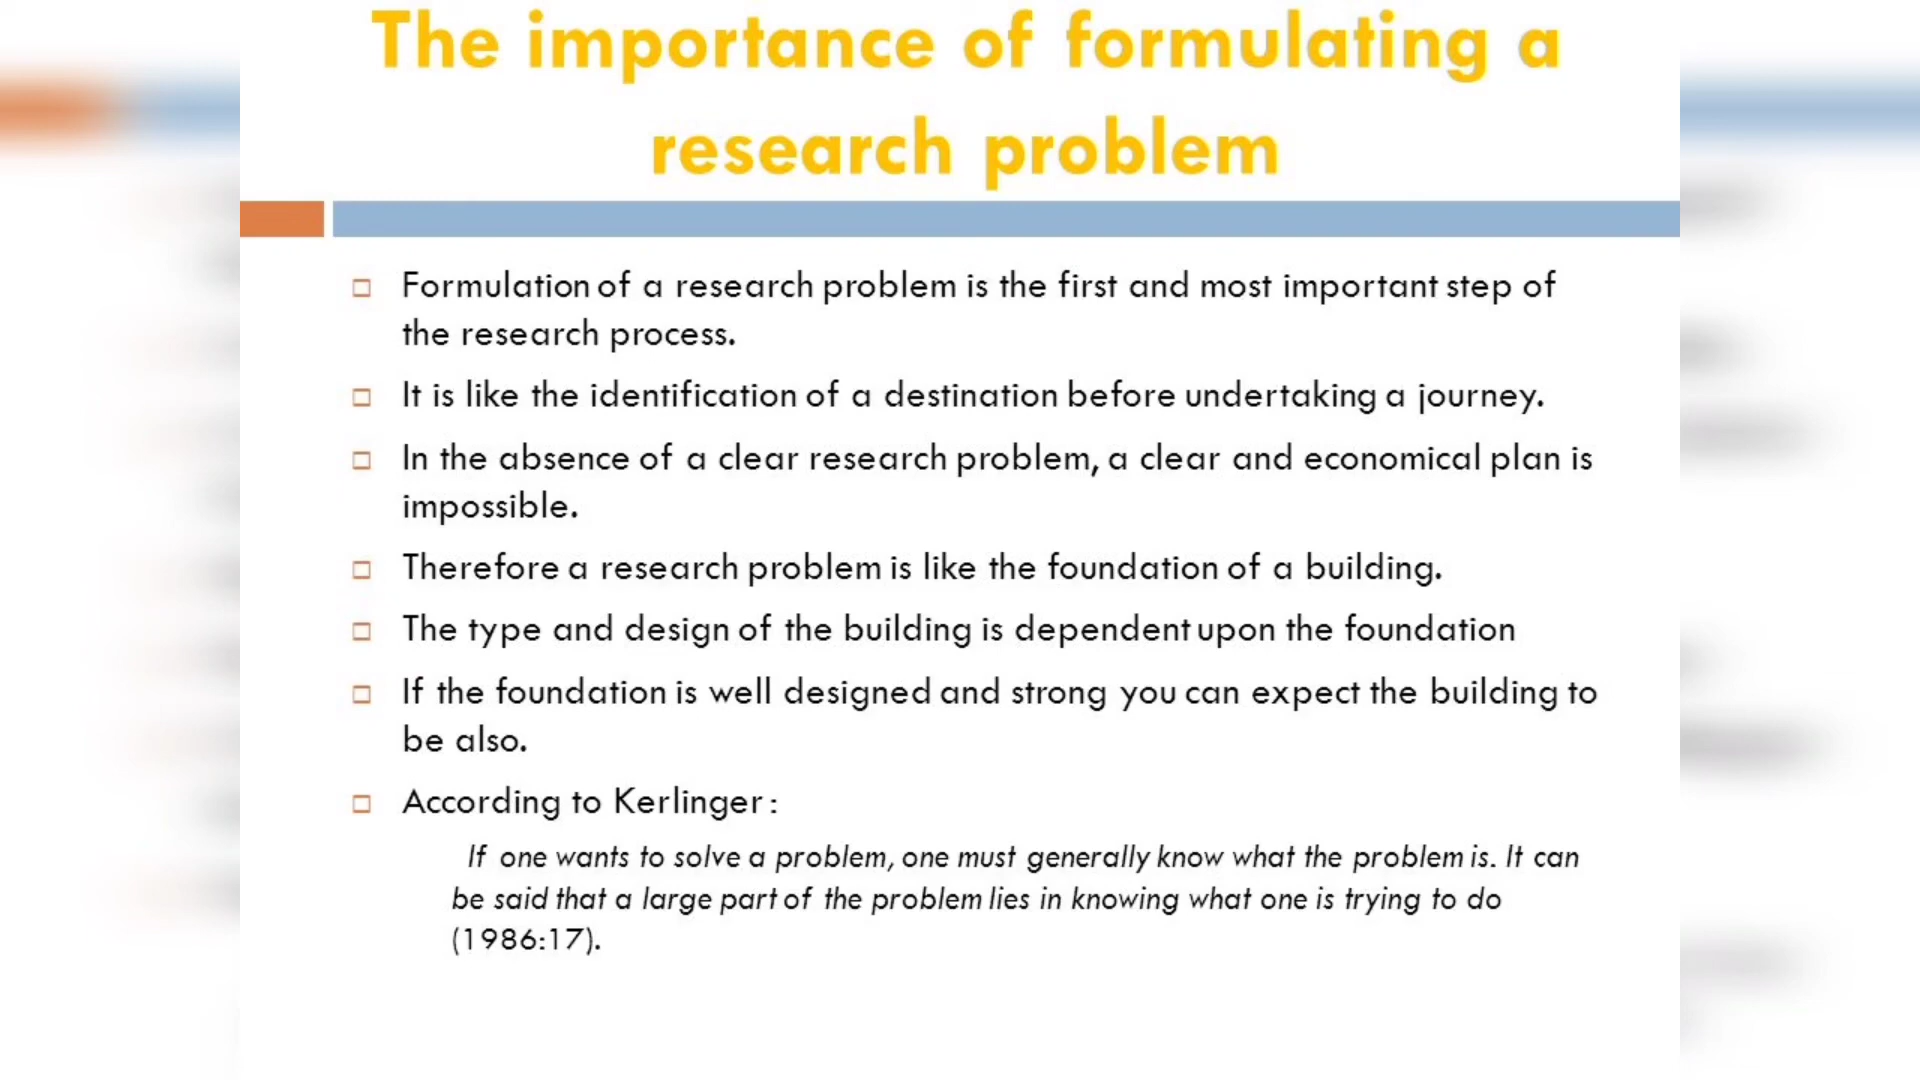 The importance of formulating a
research problem
Formulation of a research problem is the first and most important step of
the research process.
It is like the identification of a destination before undertaking a journey.
In the absence of a clear research problem, a clear and economical plan is
impossible.
Therefore a research problem is like the foundation of a building.
The type and design of the building is dependent upon the foundation
If the foundation is well designed and strong you can expect the building to
be also.
According to Kerlinger :
If one wants to solve a problem, one must generally know what the problem is. It can
be said that a large part of the problem lies in knowing what one is trying to do
(1986:17).